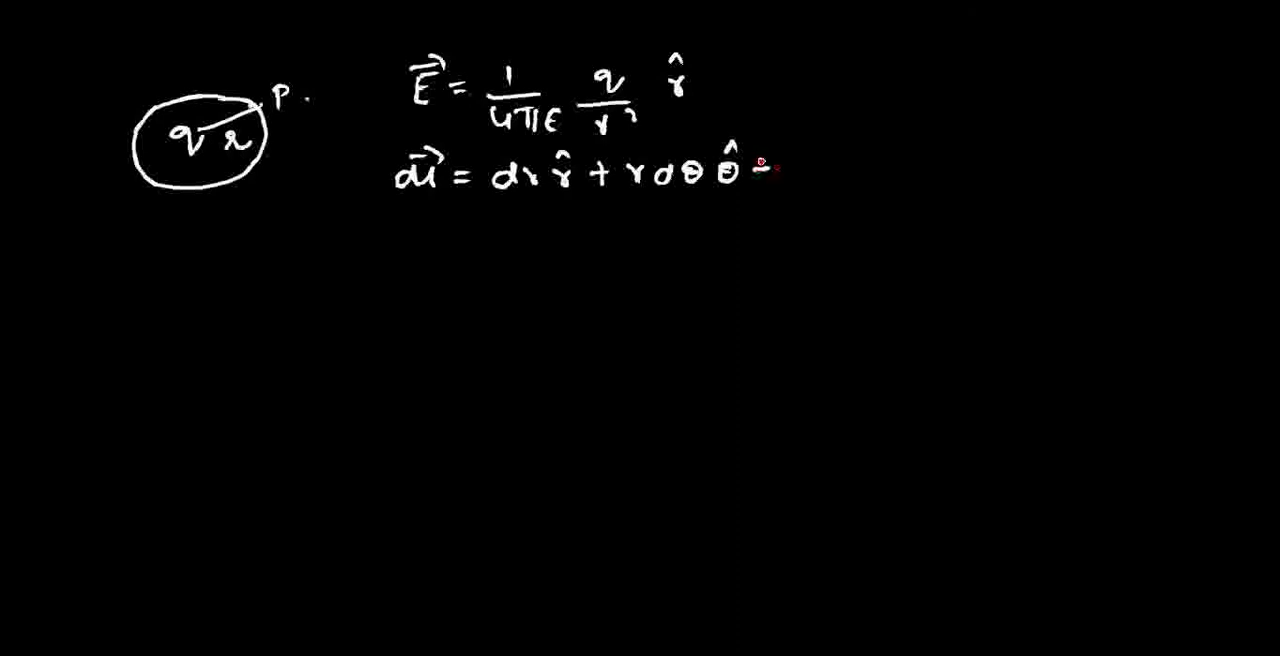 q r P.
E⃗ = 1/4πε q/r² r̂
dl⃗ = dr r̂ + r dθ θ̂